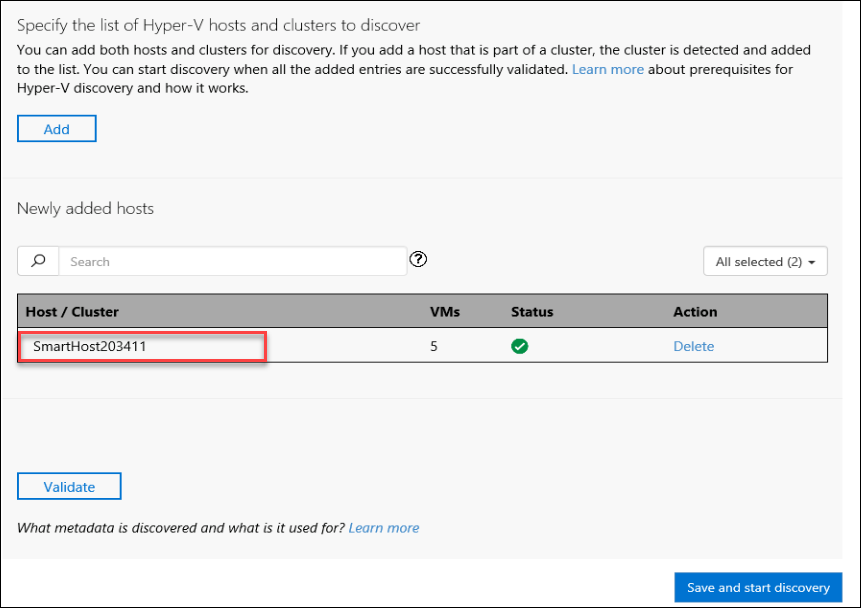 Specify the list of Hyper-V hosts and clusters to discover
You can add both hosts and clusters for discovery. If you add a host that is part of a cluster, the cluster is detected and added
to the list. You can start discovery when all the added entries are successfully validated. Learn more about prerequisites for
Hyper-V discovery and how it works.
Add
Newly added hosts
Search ?
All selected (2)
Host / Cluster VMs Status Action
SmartHost203411 5 Delete
Validate
What metadata is discovered and what is it used for? Learn more
Save and start discovery